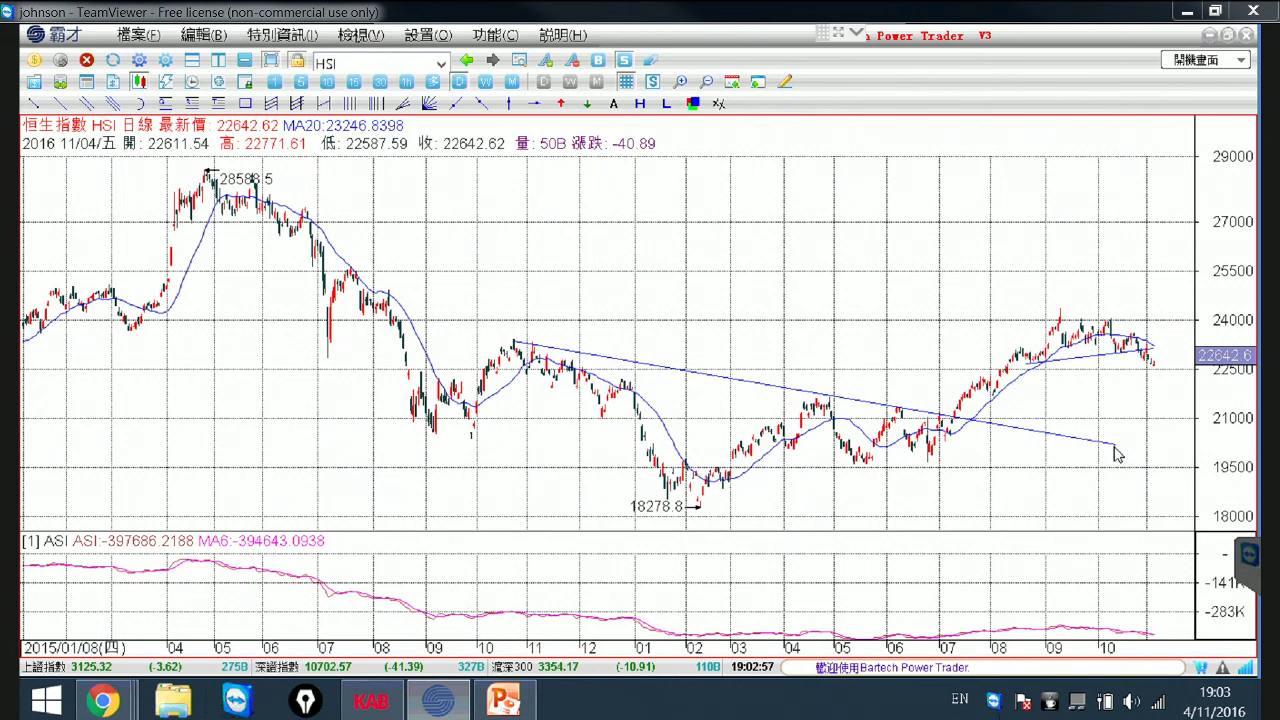 johnson - TeamViewer - Free license (non-commercial use only)
霸才 檔案(F) 編輯(B) 特別資訊(I) 檢視(V) 設置(O) 功能(C) 說明(H) Power Trader V3
HSI 開機畫面
1 5 15 30 1h D W M D W M
A H L
恒生指數 HSI 日線 最新價: 22642.62 MA20:23246.8398
2016 11/04/五 開: 22611.54 高: 22771.61 低: 22587.59 收: 22642.62 量: 50B 漲跌: -40.89
29000
28588.5
27000
25500
24000
22642.6
22500
21000
19500
18278.8
18000
[1] ASI ASI:-397686.2188 MA6:-394643.0938
-283K
2015/01/08(四) 04 05 06 07 08 09 10 11 12 01 02 03 04 05 06 07 08 09 10
上証指數 3125.32 (-3.62) 275B 深証指數 10702.57 (-41.39) 327B 滬深300 3354.17 (-10.91) 110B 19:02:57 歡迎使用Bartech Power Trader.
KAB EN 19:03
4/11/2016